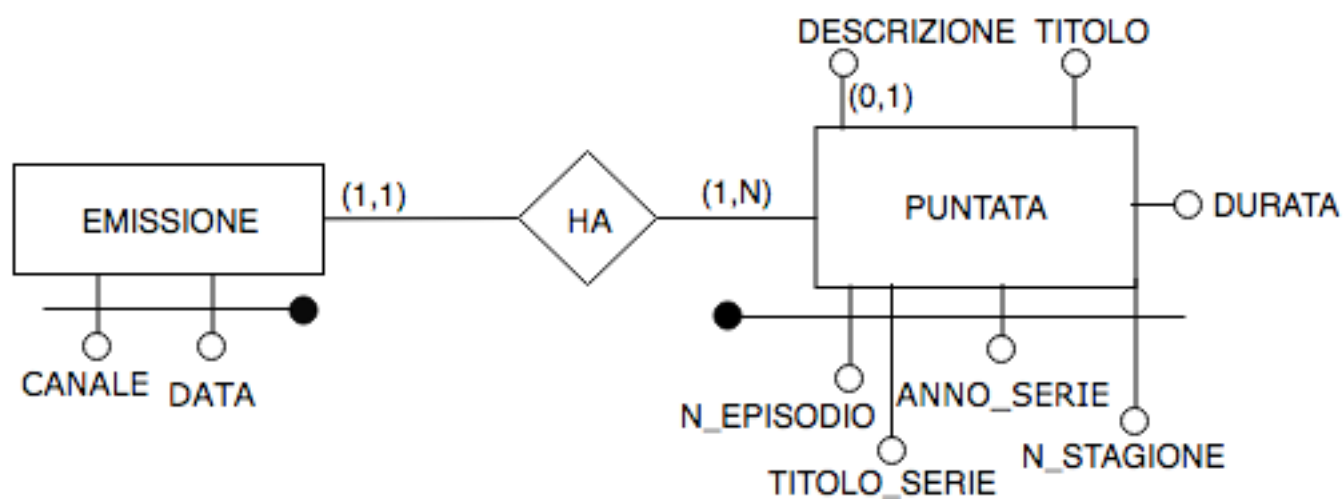 DESCRIZIONE TITOLO
(0,1)
EMISSIONE (1,1) HA (1,N) PUNTATA DURATA
CANALE DATA
N_EPISODIO ANNO_SERIE
TITOLO_SERIE N_STAGIONE